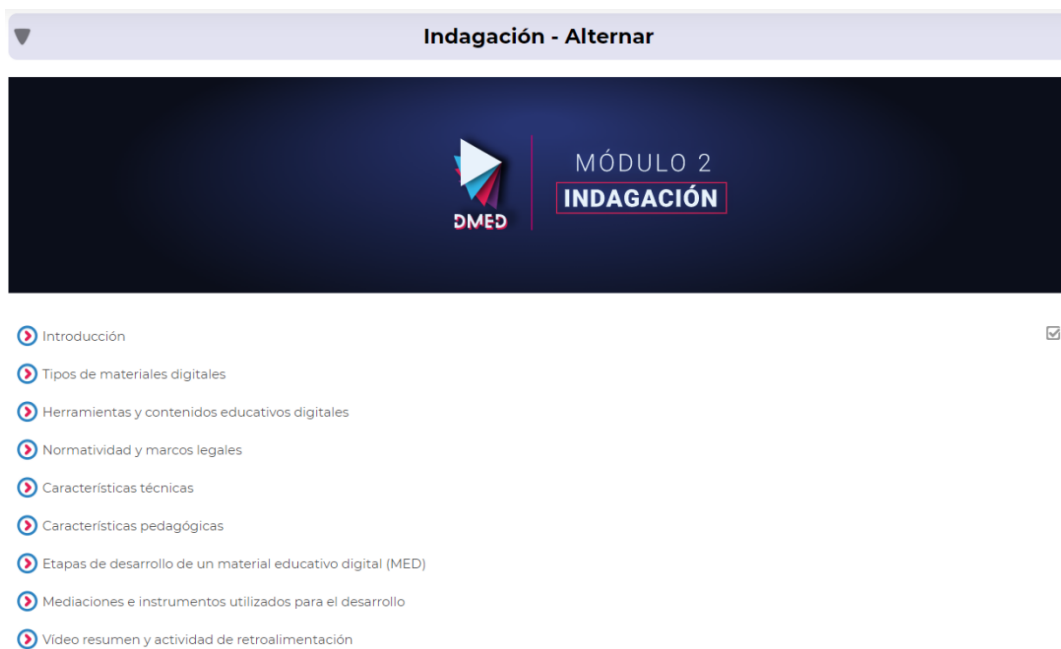 Indagación - Alternar
DMED
MÓDULO 2
INDAGACIÓN
Introducción
Tipos de materiales digitales
Herramientas y contenidos educativos digitales
Normatividad y marcos legales
Características técnicas
Características pedagógicas
Etapas de desarrollo de un material educativo digital (MED)
Mediaciones e instrumentos utilizados para el desarrollo
Vídeo resumen y actividad de retroalimentación